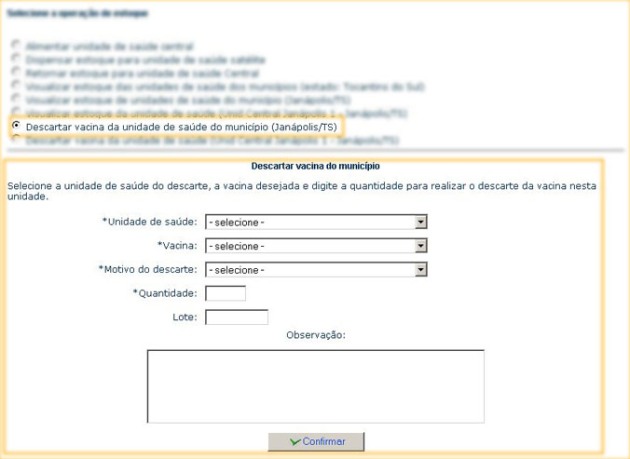 Selecione a operação de estoque
Alimentar unidade de saúde central
Dispensar estoque para unidade de saúde satélite
Retornar estoque para unidade de saúde Central
Visualizar estoque das unidades de saúde dos municípios (estado: Tocantins do Sul)
Visualizar estoque de unidades de saúde do município (Janápolis/TS)
Visualizar estoque da unidade de saúde (Unid Central Janápolis 1 - Janápolis/TS)
Descartar vacina da unidade de saúde do município (Janápolis/TS)
Descartar vacina da unidade de saúde (Unid Central Janápolis 1 - Janápolis/TS)
Descartar vacina do município
Selecione a unidade de saúde do descarte, a vacina desejada e digite a quantidade para realizar o descarte da vacina nesta
unidade.
*Unidade de saúde: - selecione -
*Vacina: - selecione -
*Motivo do descarte: - selecione -
*Quantidade:
Lote:
Observação:
Confirmar